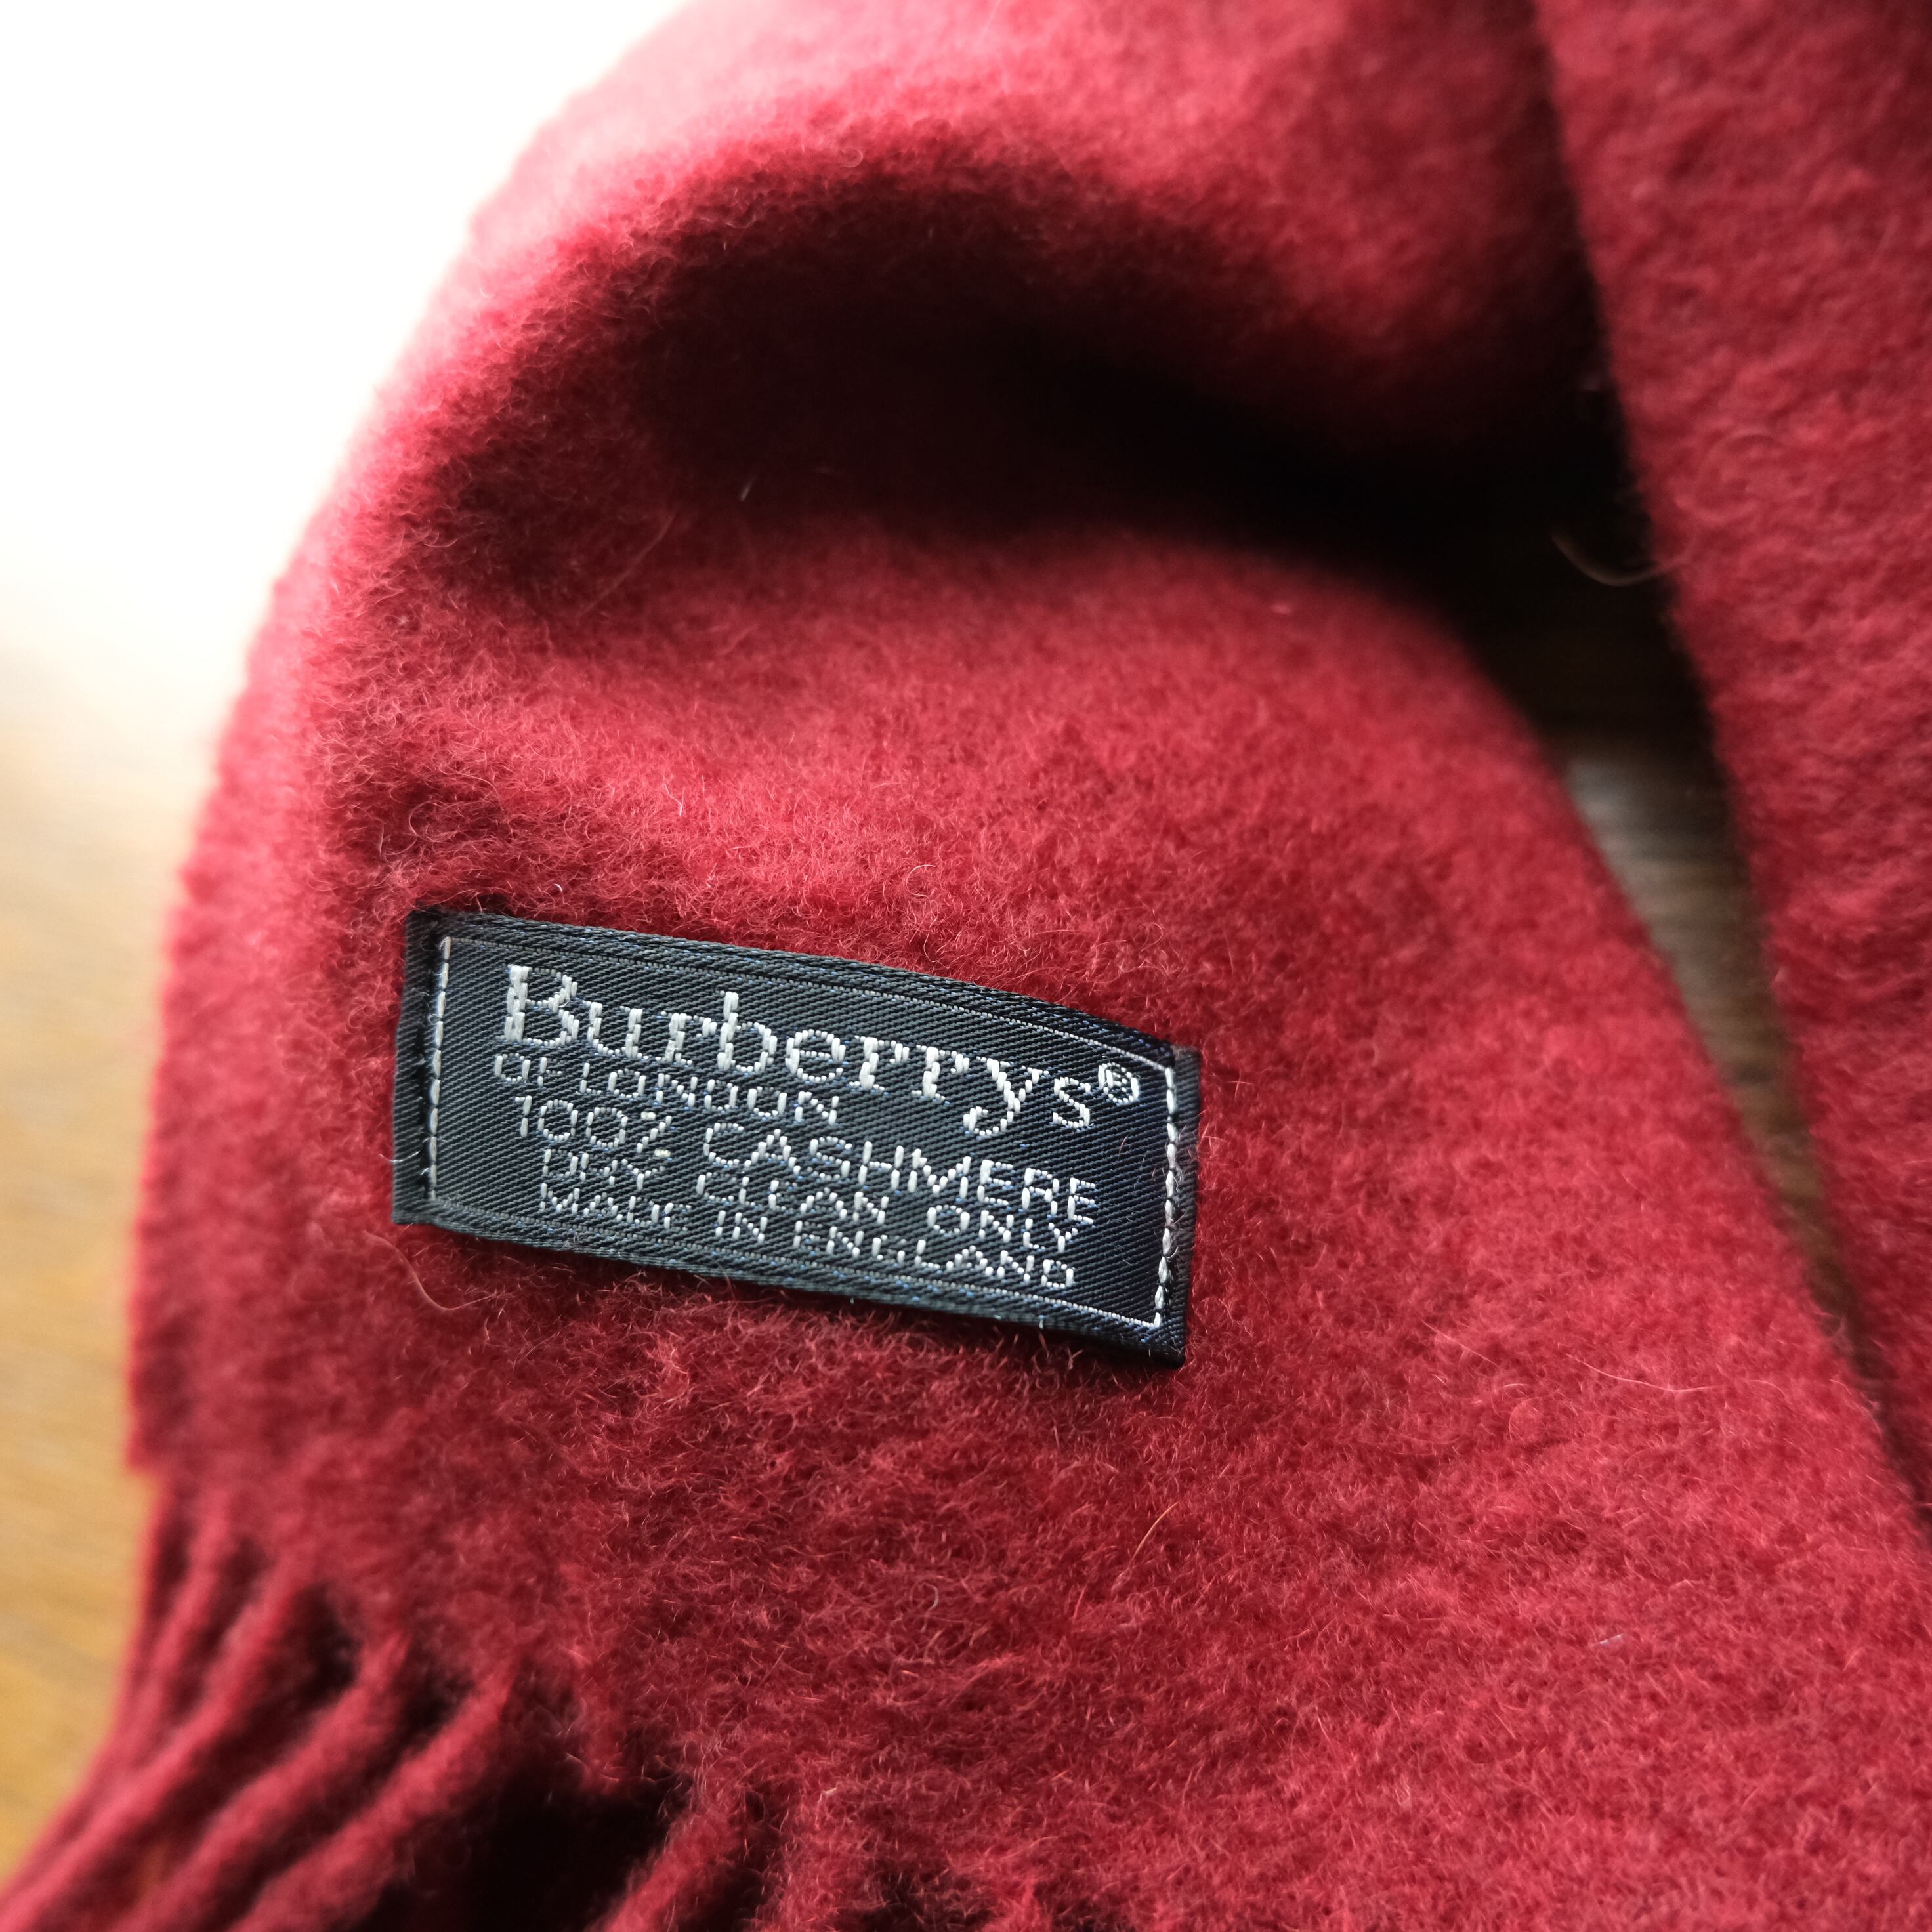 Burberrys®
OF LONDON
100% CASHMERE
DRY CLEAN ONLY
MADE IN ENGLAND